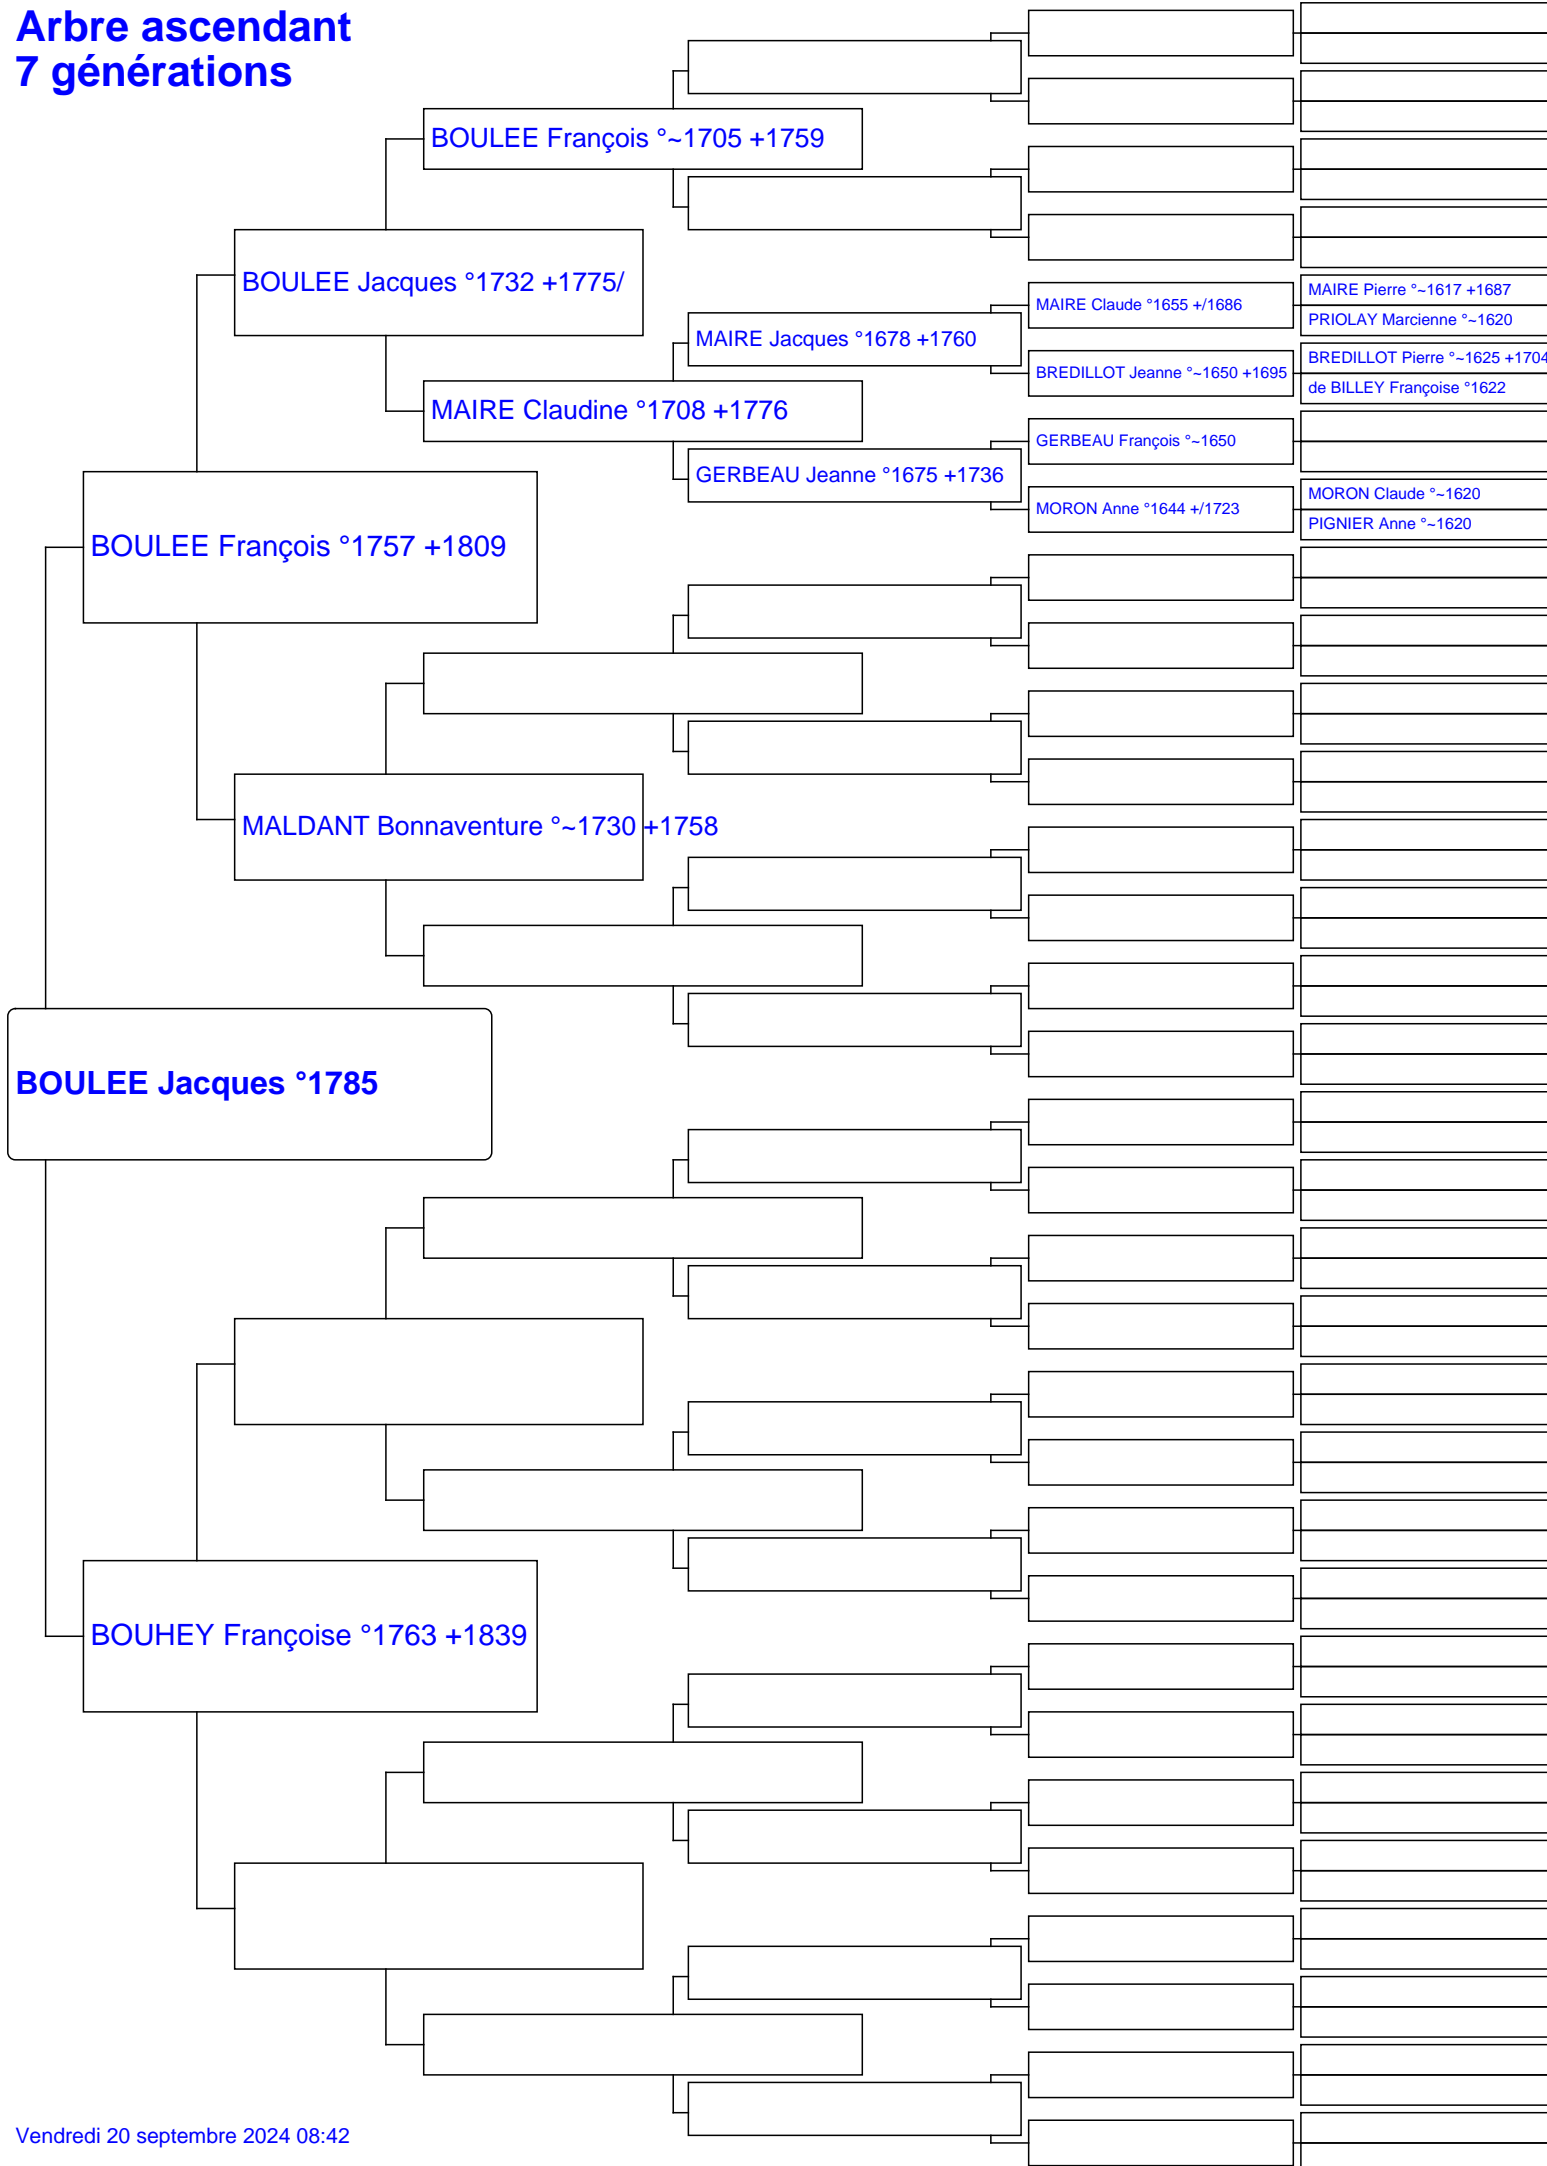 Arbre ascendant
7 générations
BOULEE François °~1705 +1759
BOULEE Jacques °1732 +1775/
MAIRE Claude °1655 +/1686
MAIRE Pierre °~1617 +1687
PRIOLAY Marcienne °~1620
MAIRE Jacques °1678 +1760
BREDILLOT Jeanne °~1650 +1695
BREDILLOT Pierre °~1625 +1704
de BILLEY Françoise °1622
MAIRE Claudine °1708 +1776
GERBEAU François °~1650
GERBEAU Jeanne °1675 +1736
MORON Anne °1644 +/1723
MORON Claude °~1620
PIGNIER Anne °~1620
BOULEE François °1757 +1809
MALDANT Bonnaventure °~1730 +1758
BOULEE Jacques °1785
BOUHEY Françoise °1763 +1839
Vendredi 20 septembre 2024 08:42